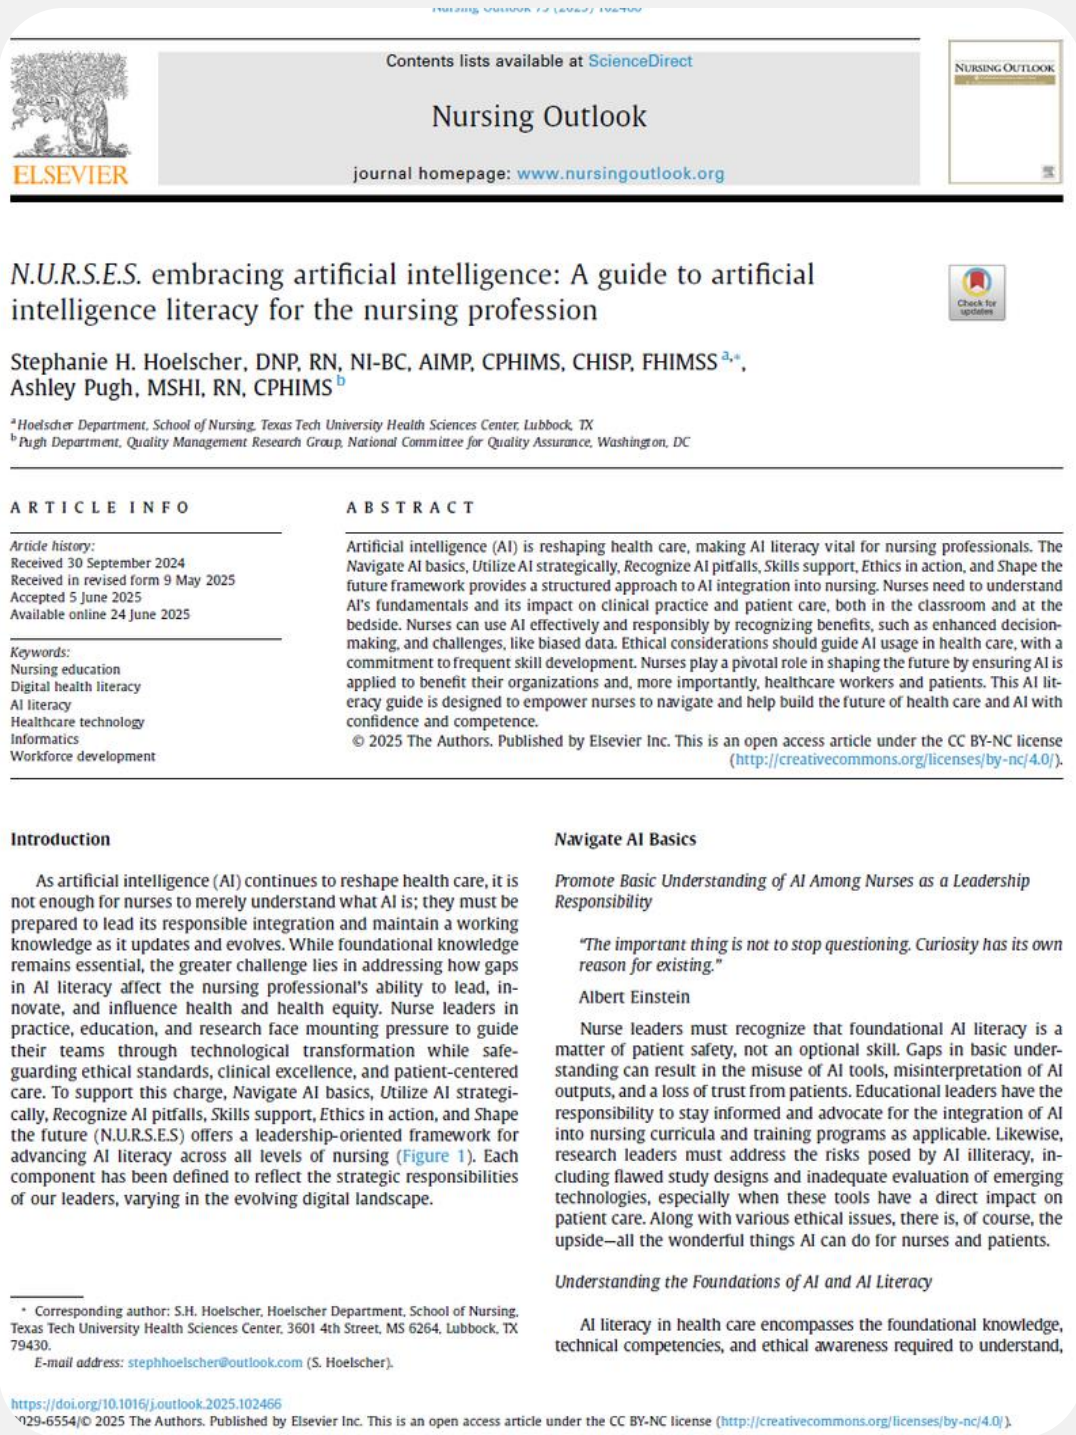 Nursing Outlook 73 (2025) 102466
Contents lists available at ScienceDirect
Nursing Outlook
journal homepage: www.nursingoutlook.org
ELSEVIER
NURSING OUTLOOK
N.U.R.S.E.S. embracing artificial intelligence: A guide to artificial
intelligence literacy for the nursing profession
Check for
updates
Stephanie H. Hoelscher, DNP, RN, NI-BC, AIMP, CPHIMS, CHISP, FHIMSS a,*,
Ashley Pugh, MSHI, RN, CPHIMS b
a Hoelscher Department, School of Nursing, Texas Tech University Health Sciences Center, Lubbock, TX
b Pugh Department, Quality Management Research Group, National Committee for Quality Assurance, Washington, DC
ARTICLE INFO
Article history:
Received 30 September 2024
Received in revised form 9 May 2025
Accepted 5 June 2025
Available online 24 June 2025
Keywords:
Nursing education
Digital health literacy
AI literacy
Healthcare technology
Informatics
Workforce development
ABSTRACT
Artificial intelligence (AI) is reshaping health care, making AI literacy vital for nursing professionals. The
Navigate AI basics, Utilize AI strategically, Recognize AI pitfalls, Skills support, Ethics in action, and Shape the
future framework provides a structured approach to AI integration into nursing. Nurses need to understand
AI's fundamentals and its impact on clinical practice and patient care, both in the classroom and at the
bedside. Nurses can use AI effectively and responsibly by recognizing benefits, such as enhanced decision-
making, and challenges, like biased data. Ethical considerations should guide AI usage in health care, with a
commitment to frequent skill development. Nurses play a pivotal role in shaping the future by ensuring AI is
applied to benefit their organizations and, more importantly, healthcare workers and patients. This AI lit-
eracy guide is designed to empower nurses to navigate and help build the future of health care and AI with
confidence and competence.
© 2025 The Authors. Published by Elsevier Inc. This is an open access article under the CC BY-NC license
(http://creativecommons.org/licenses/by-nc/4.0/).
Introduction
As artificial intelligence (AI) continues to reshape health care, it is
not enough for nurses to merely understand what AI is; they must be
prepared to lead its responsible integration and maintain a working
knowledge as it updates and evolves. While foundational knowledge
remains essential, the greater challenge lies in addressing how gaps
in AI literacy affect the nursing professional's ability to lead, in-
novate, and influence health and health equity. Nurse leaders in
practice, education, and research face mounting pressure to guide
their teams through technological transformation while safe-
guarding ethical standards, clinical excellence, and patient-centered
care. To support this charge, Navigate AI basics, Utilize AI strategi-
cally, Recognize AI pitfalls, Skills support, Ethics in action, and Shape
the future (N.U.R.S.E.S) offers a leadership-oriented framework for
advancing AI literacy across all levels of nursing (Figure 1). Each
component has been defined to reflect the strategic responsibilities
of our leaders, varying in the evolving digital landscape.
* Corresponding author: S.H. Hoelscher, Hoelscher Department, School of Nursing,
Texas Tech University Health Sciences Center, 3601 4th Street, MS 6264, Lubbock, TX
79430.
E-mail address: stephhoelscher@outlook.com (S. Hoelscher).
Navigate AI Basics
Promote Basic Understanding of AI Among Nurses as a Leadership
Responsibility
“The important thing is not to stop questioning. Curiosity has its own
reason for existing.”
Albert Einstein
Nurse leaders must recognize that foundational AI literacy is a
matter of patient safety, not an optional skill. Gaps in basic under-
standing can result in the misuse of AI tools, misinterpretation of AI
outputs, and a loss of trust from patients. Educational leaders have the
responsibility to stay informed and advocate for the integration of AI
into nursing curricula and training programs as applicable. Likewise,
research leaders must address the risks posed by AI illiteracy, in-
cluding flawed study designs and inadequate evaluation of emerging
technologies, especially when these tools have a direct impact on
patient care. Along with various ethical issues, there is, of course, the
upside—all the wonderful things AI can do for nurses and patients.
Understanding the Foundations of AI and AI Literacy
AI literacy in health care encompasses the foundational knowledge,
technical competencies, and ethical awareness required to understand,
https://doi.org/10.1016/j.outlook.2025.102466
0029-6554/© 2025 The Authors. Published by Elsevier Inc. This is an open access article under the CC BY-NC license (http://creativecommons.org/licenses/by-nc/4.0/).